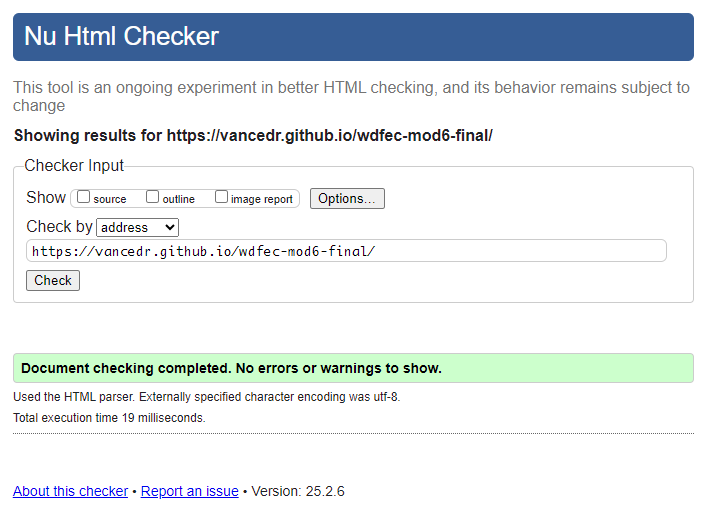 Nu Html Checker
This tool is an ongoing experiment in better HTML checking, and its behavior remains subject to
change
Showing results for https://vancedr.github.io/wdfec-mod6-final/
Checker Input
Show source outline image report Options...
Check by address
https://vancedr.github.io/wdfec-mod6-final/
Check
Document checking completed. No errors or warnings to show.
Used the HTML parser. Externally specified character encoding was utf-8.
Total execution time 19 milliseconds.
About this checker • Report an issue • Version: 25.2.6